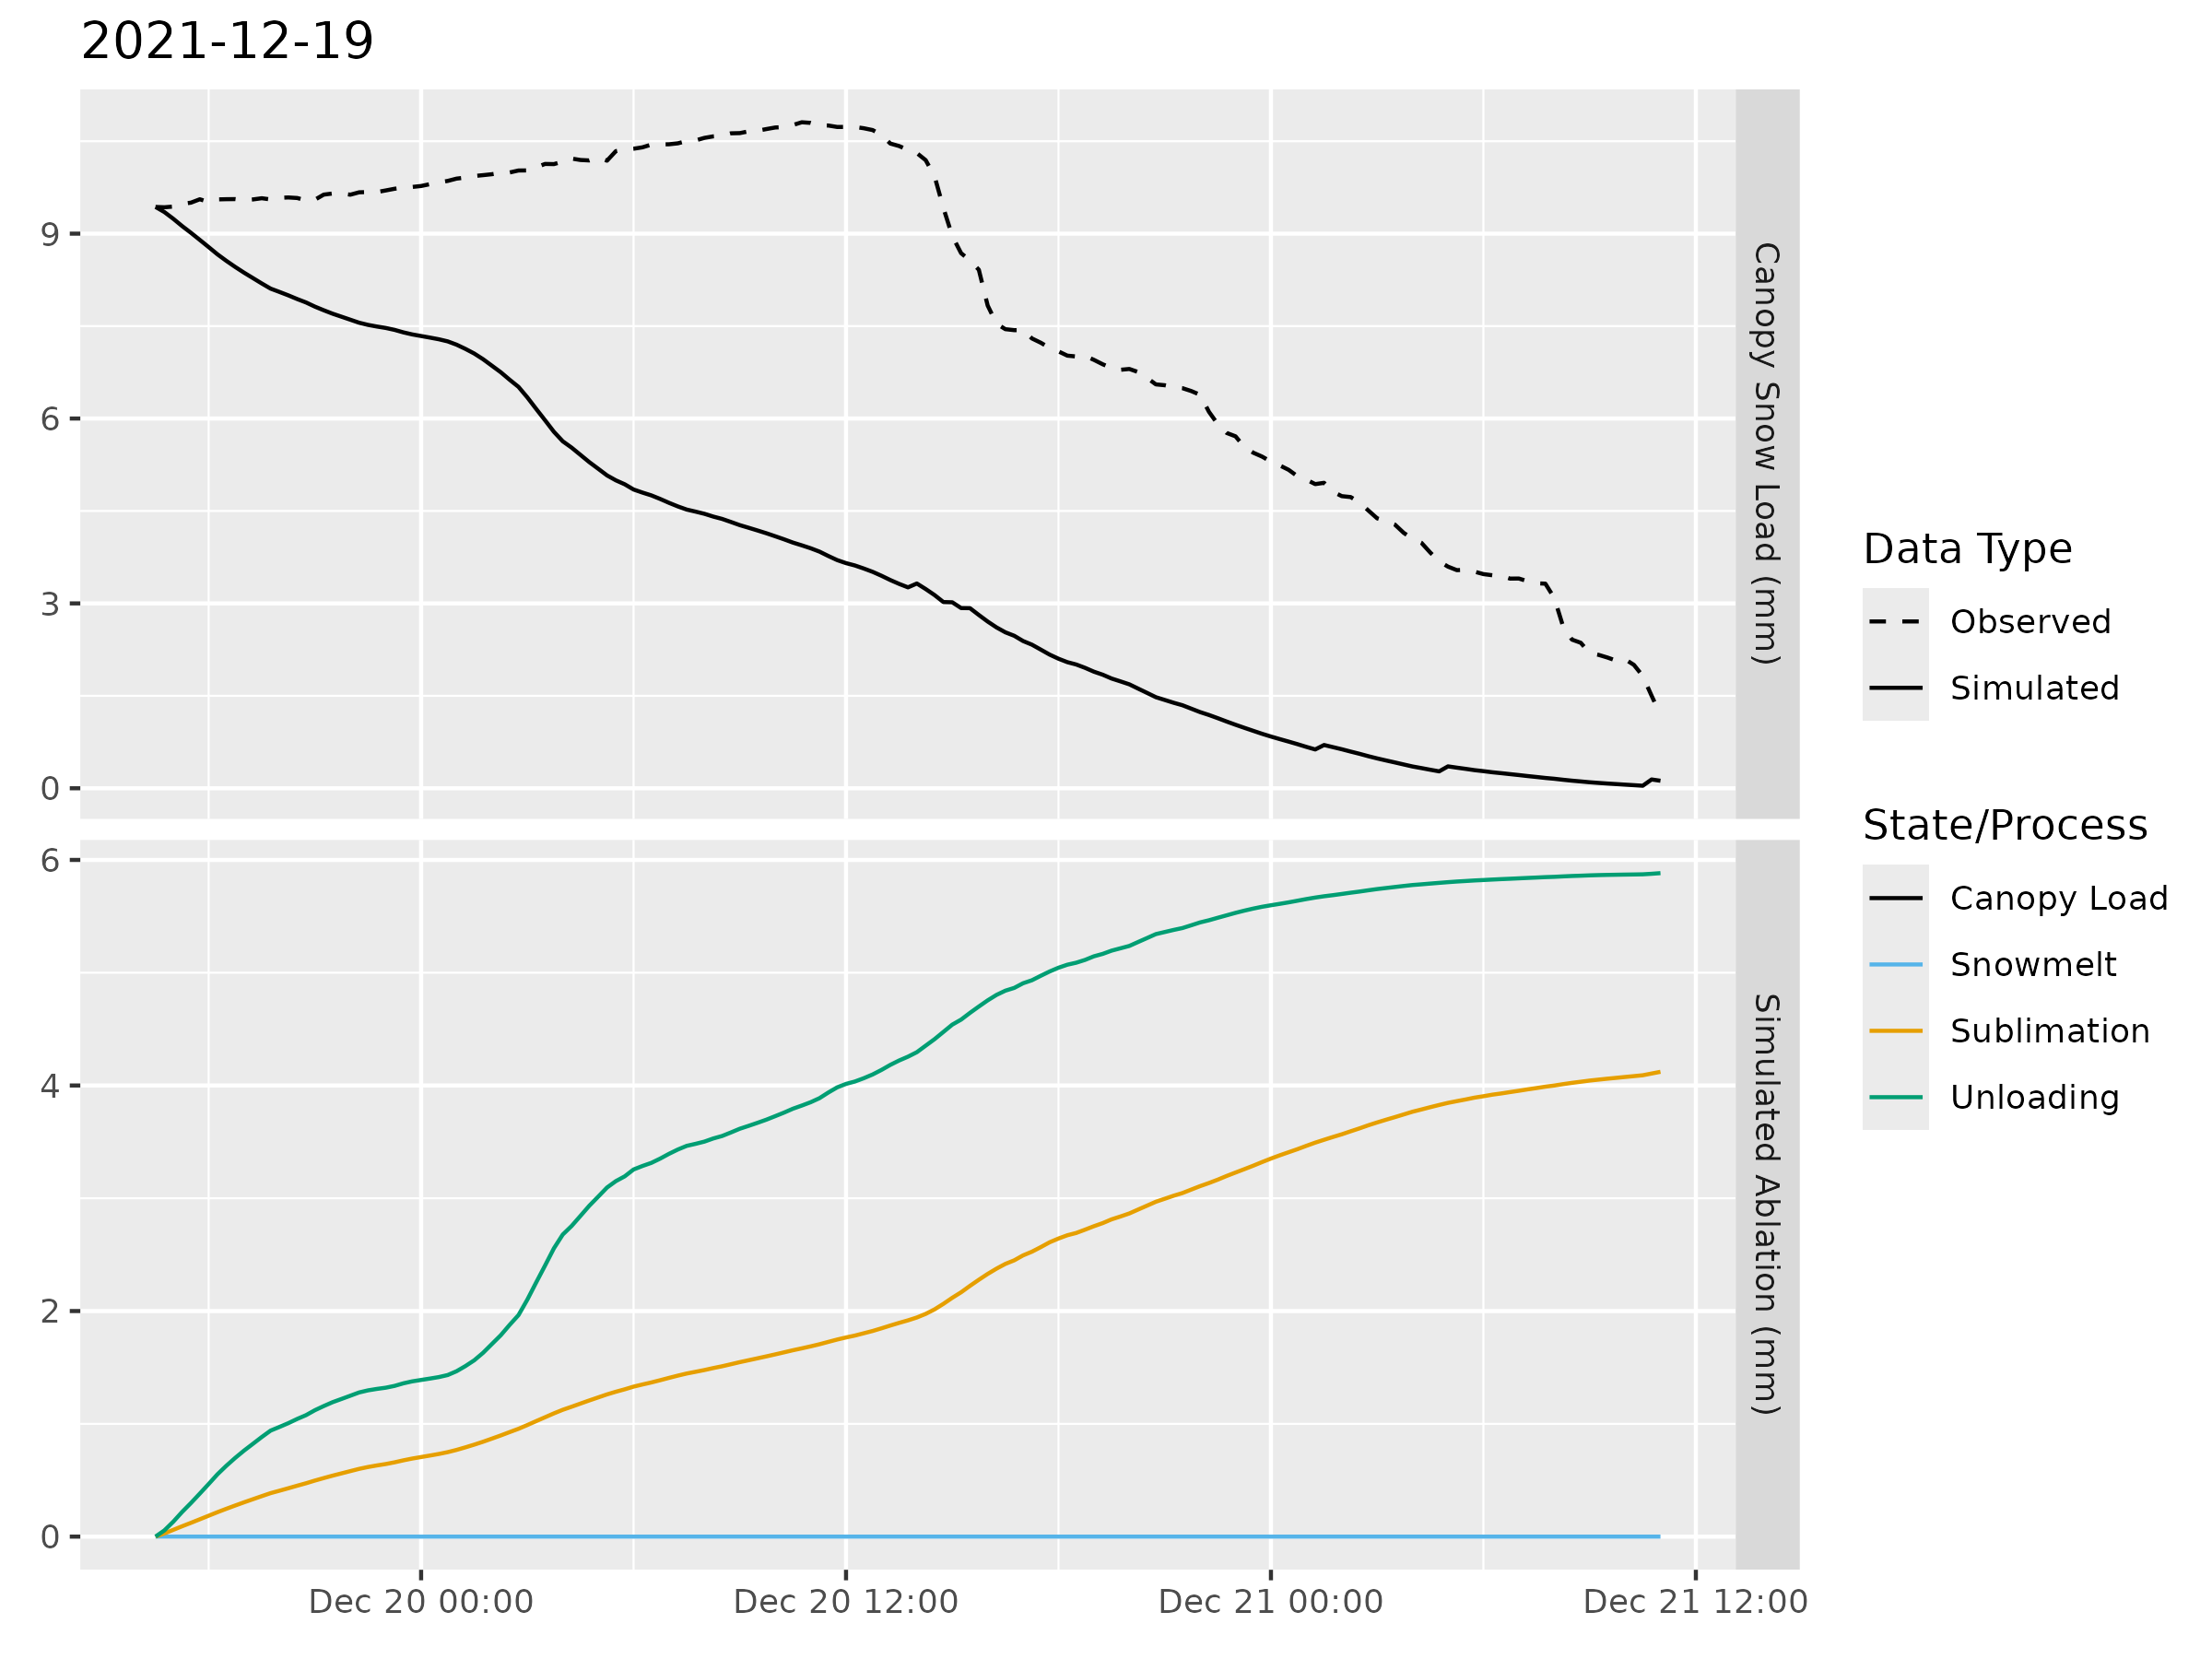 2021-12-19
9
6
3
0
Canopy Snow Load (mm)
6
4
2
0
Simulated Ablation (mm)
Dec 20 00:00
Dec 20 12:00
Dec 21 00:00
Dec 21 12:00
Data Type
Observed
Simulated
State/Process
Canopy Load
Snowmelt
Sublimation
Unloading